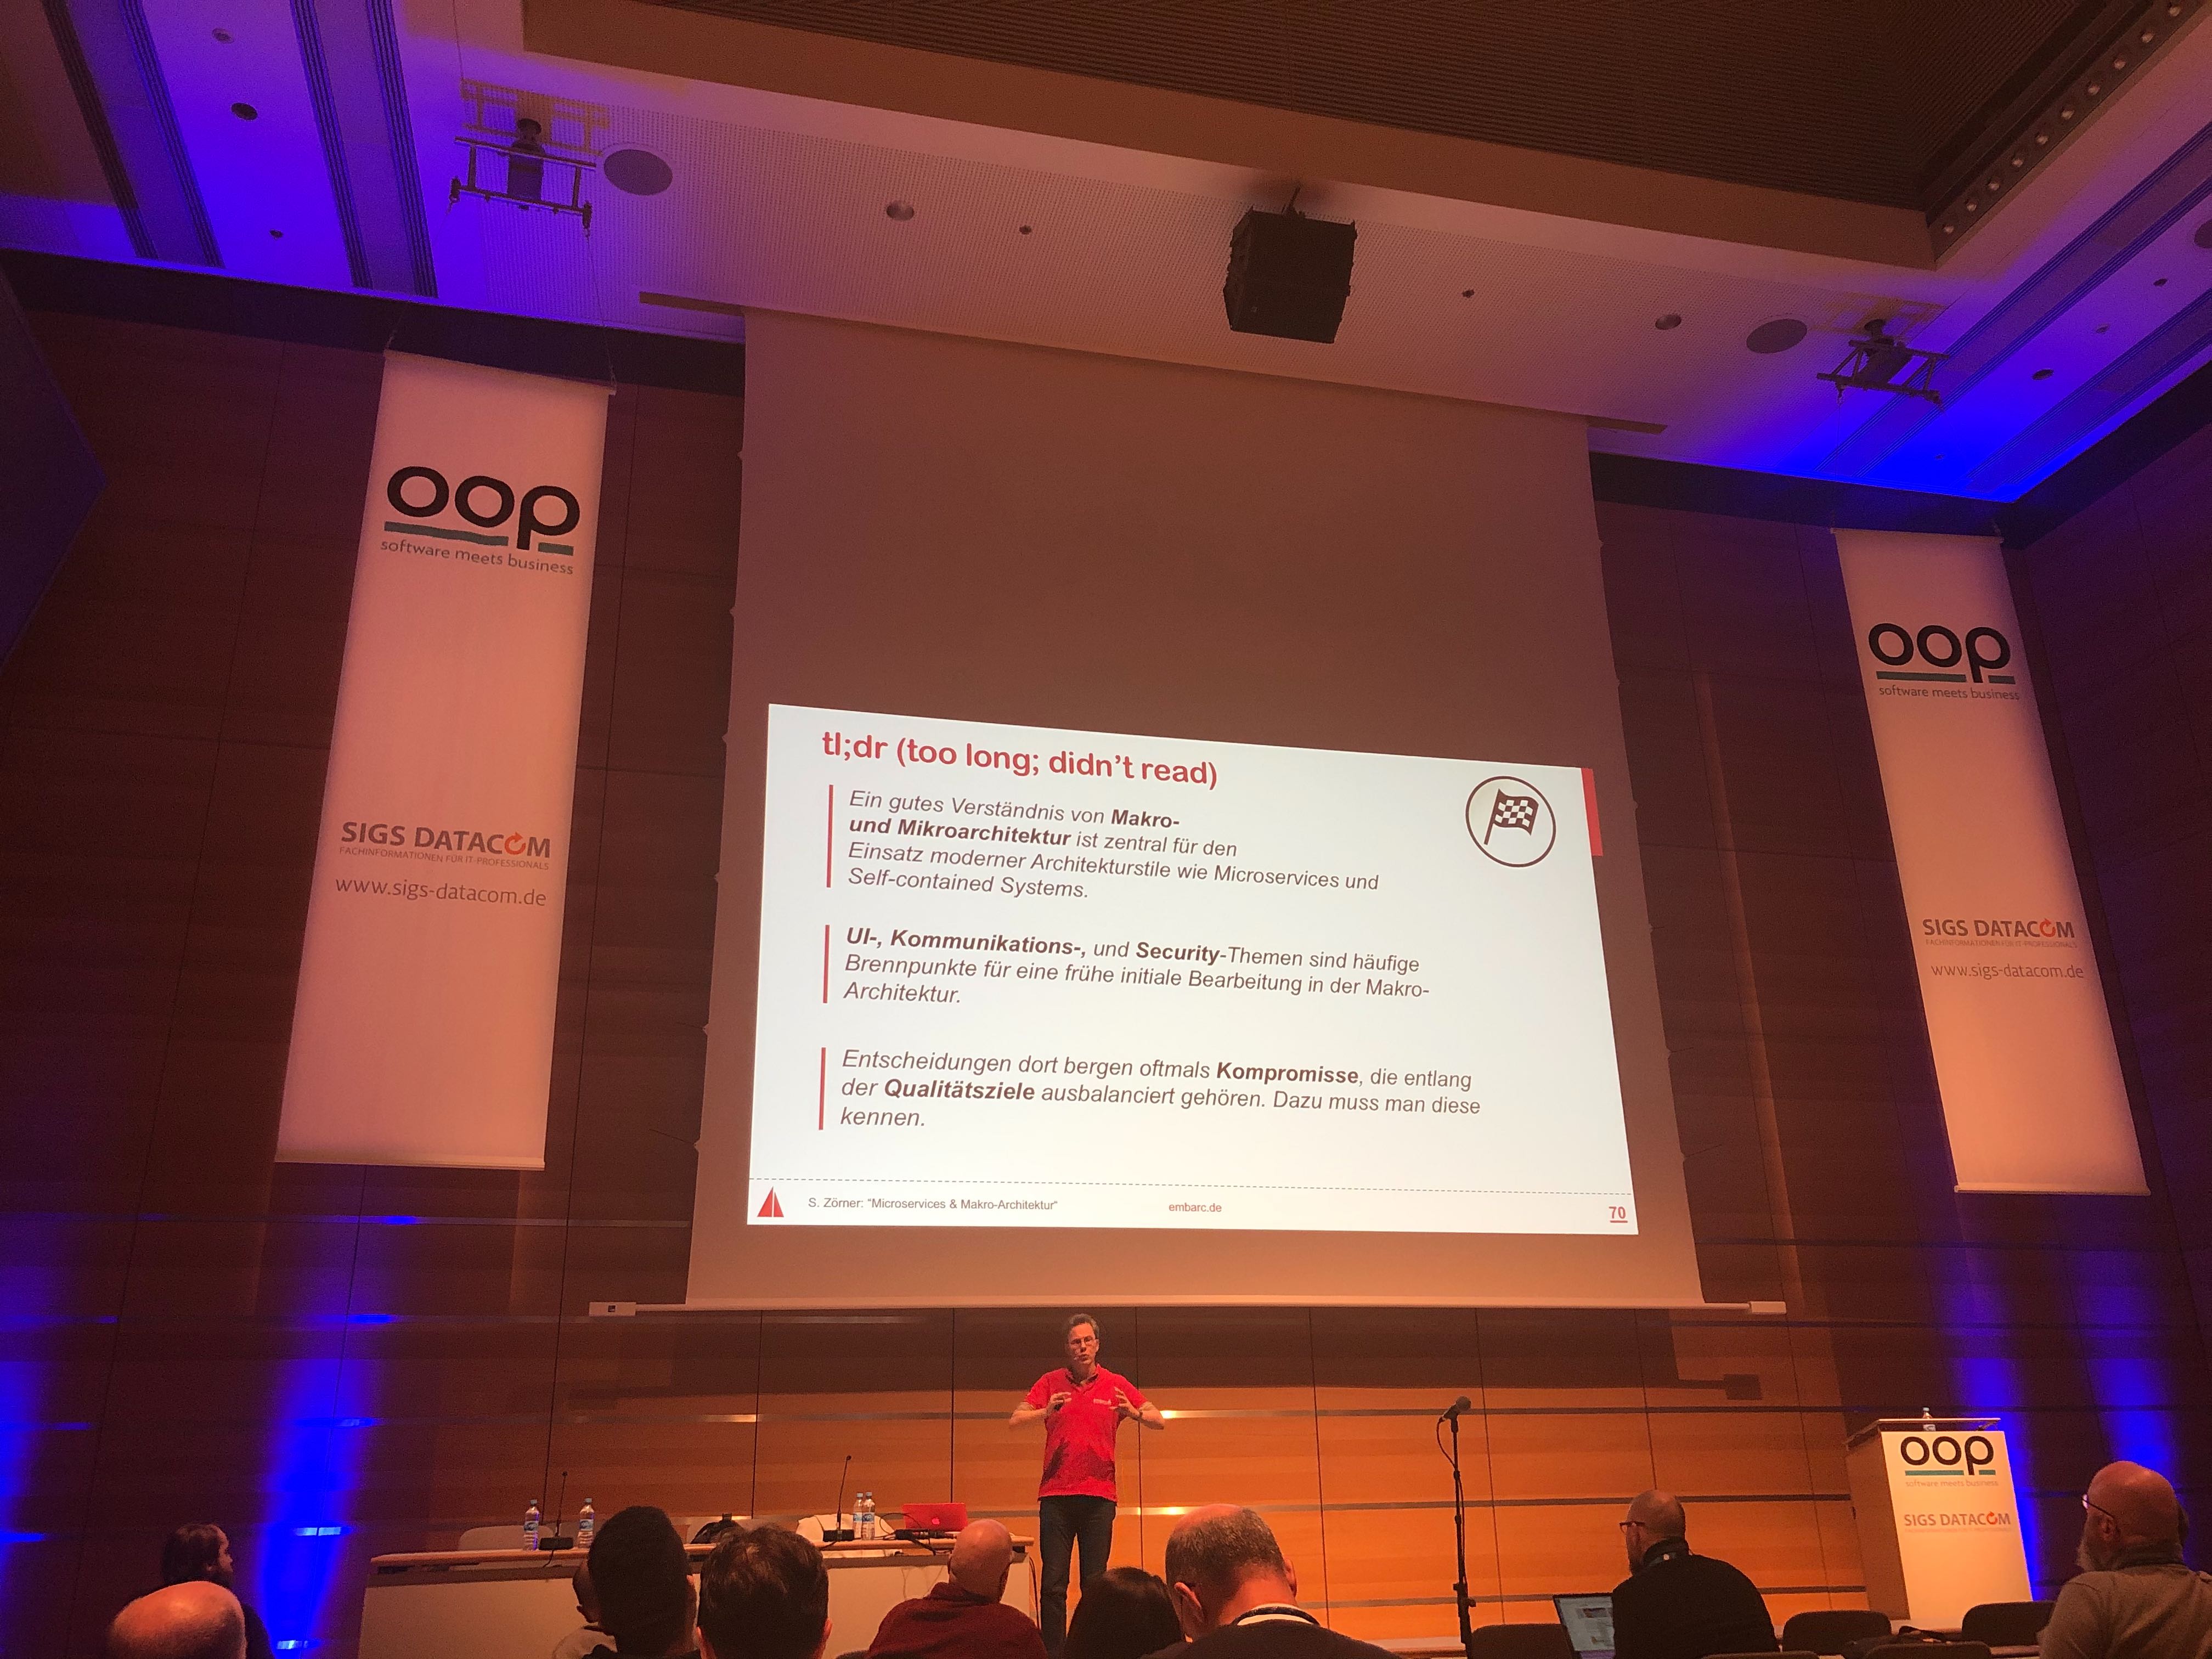 oop
software meets business
SIGS DATACOM
FACHINFORMATIONEN FÜR IT-PROFESSIONALS
www.sigs-datacom.de
tl;dr (too long; didn't read)
Ein gutes Verständnis von Makro-
und Mikroarchitektur ist zentral für den
Einsatz moderner Architekturstile wie Microservices und
Self-contained Systems.
UI-, Kommunikations-, und Security-Themen sind häufige
Brennpunkte für eine frühe initiale Bearbeitung in der Makro-
Architektur.
Entscheidungen dort bergen oftmals Kompromisse, die entlang
der Qualitätsziele ausbalanciert gehören. Dazu muss man diese
kennen.
S. Zörner: "Microservices & Makro-Architektur"
embarc.de
70
oop
software meets business
SIGS DATACOM
FACHINFORMATIONEN FÜR IT-PROFESSIONALS
www.sigs-datacom.de
oop
software meets business
SIGS DATACOM